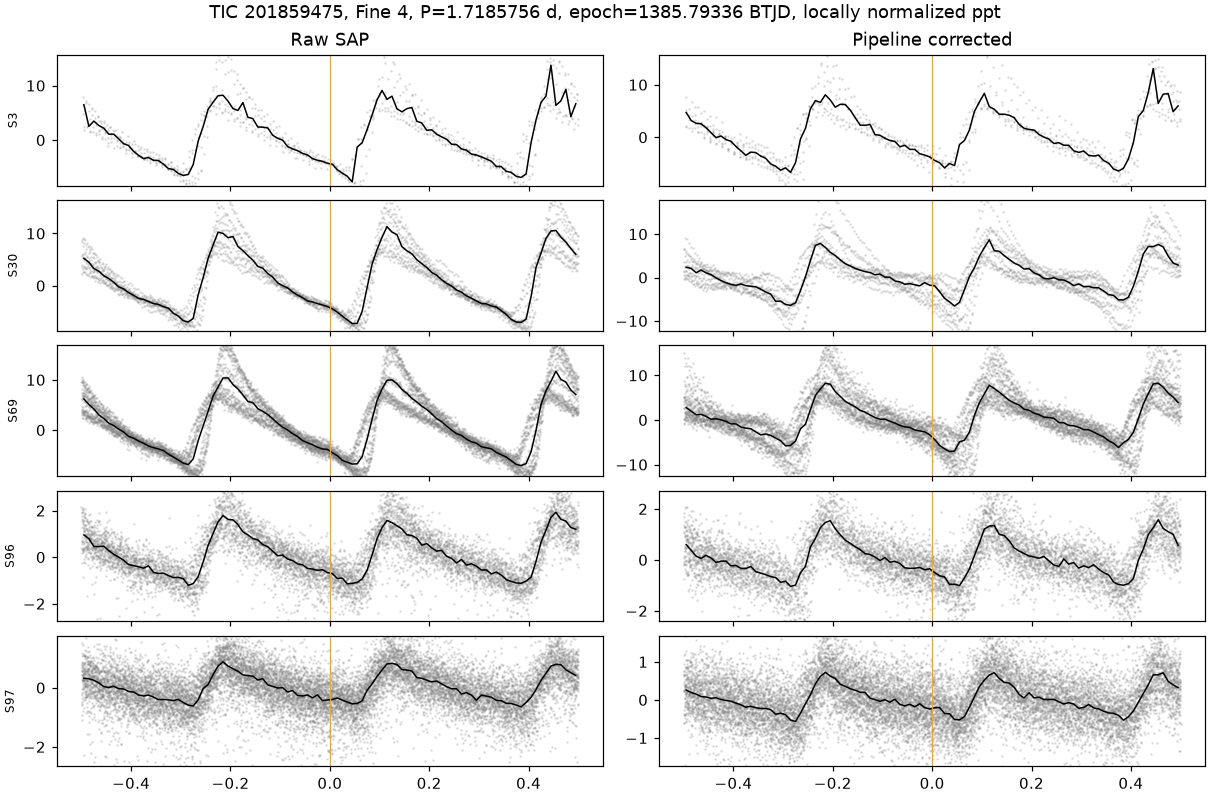 TIC 201859475, Fine 4, P=1.7185756 d, epoch=1385.79336 BTJD, locally normalized ppt
Raw SAP
Pipeline corrected
S3
10
0
10
0
S30
10
0
10
0
−10
S69
10
0
10
0
−10
S96
2
0
−2
2
0
−2
S97
0
−2
1
0
−1
−0.4 −0.2 0.0 0.2 0.4
−0.4 −0.2 0.0 0.2 0.4